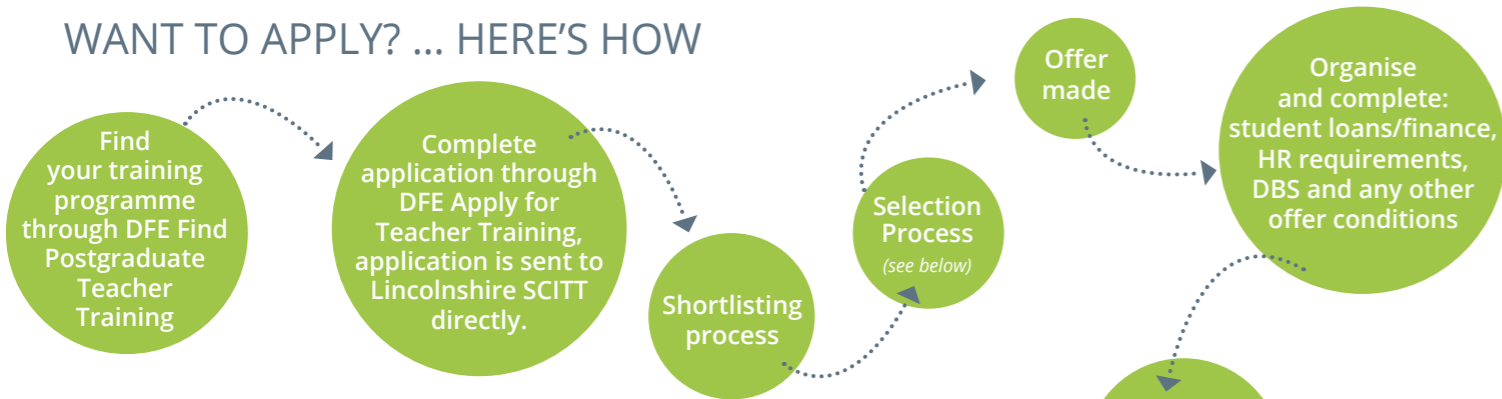 WANT TO APPLY? ... HERE’S HOW
Find
your training
programme
through DFE Find
Postgraduate
Teacher
Training
Complete
application through
DFE Apply for
Teacher Training,
application is sent to
Lincolnshire SCITT
directly.
Shortlisting
process
Selection
Process
(see below)
Offer
made
Organise
and complete:
student loans/finance,
HR requirements,
DBS and any other
offer conditions